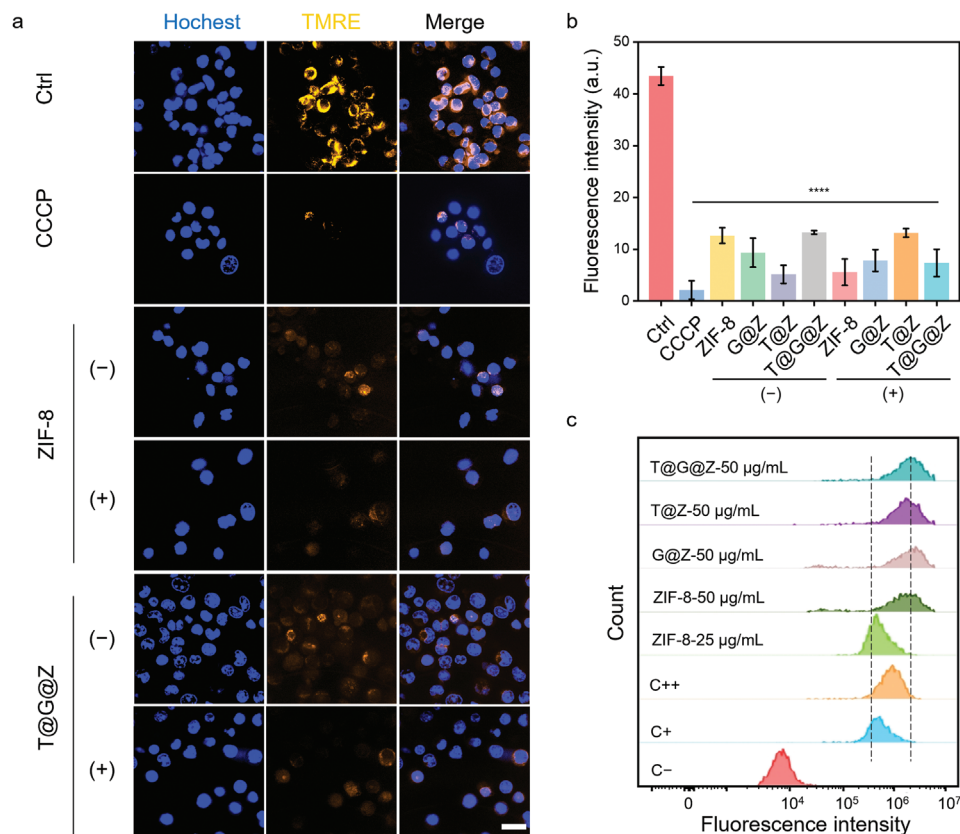 a
Hochest
TMRE
Merge
Ctrl
CCCP
ZIF-8
(−)
(+)
T@G@Z
(−)
(+)
b
Fluorescence intensity (a.u.)
50
40
30
20
10
0
****
Ctrl
CCCP
ZIF-8
G@Z
T@Z
T@G@Z
ZIF-8
G@Z
T@Z
T@G@Z
(−)
(+)
c
Count
T@G@Z-50 µg/mL
T@Z-50 µg/mL
G@Z-50 µg/mL
ZIF-8-50 µg/mL
ZIF-8-25 µg/mL
C++
C+
C−
0 10⁴ 10⁵ 10⁶ 10⁷
Fluorescence intensity